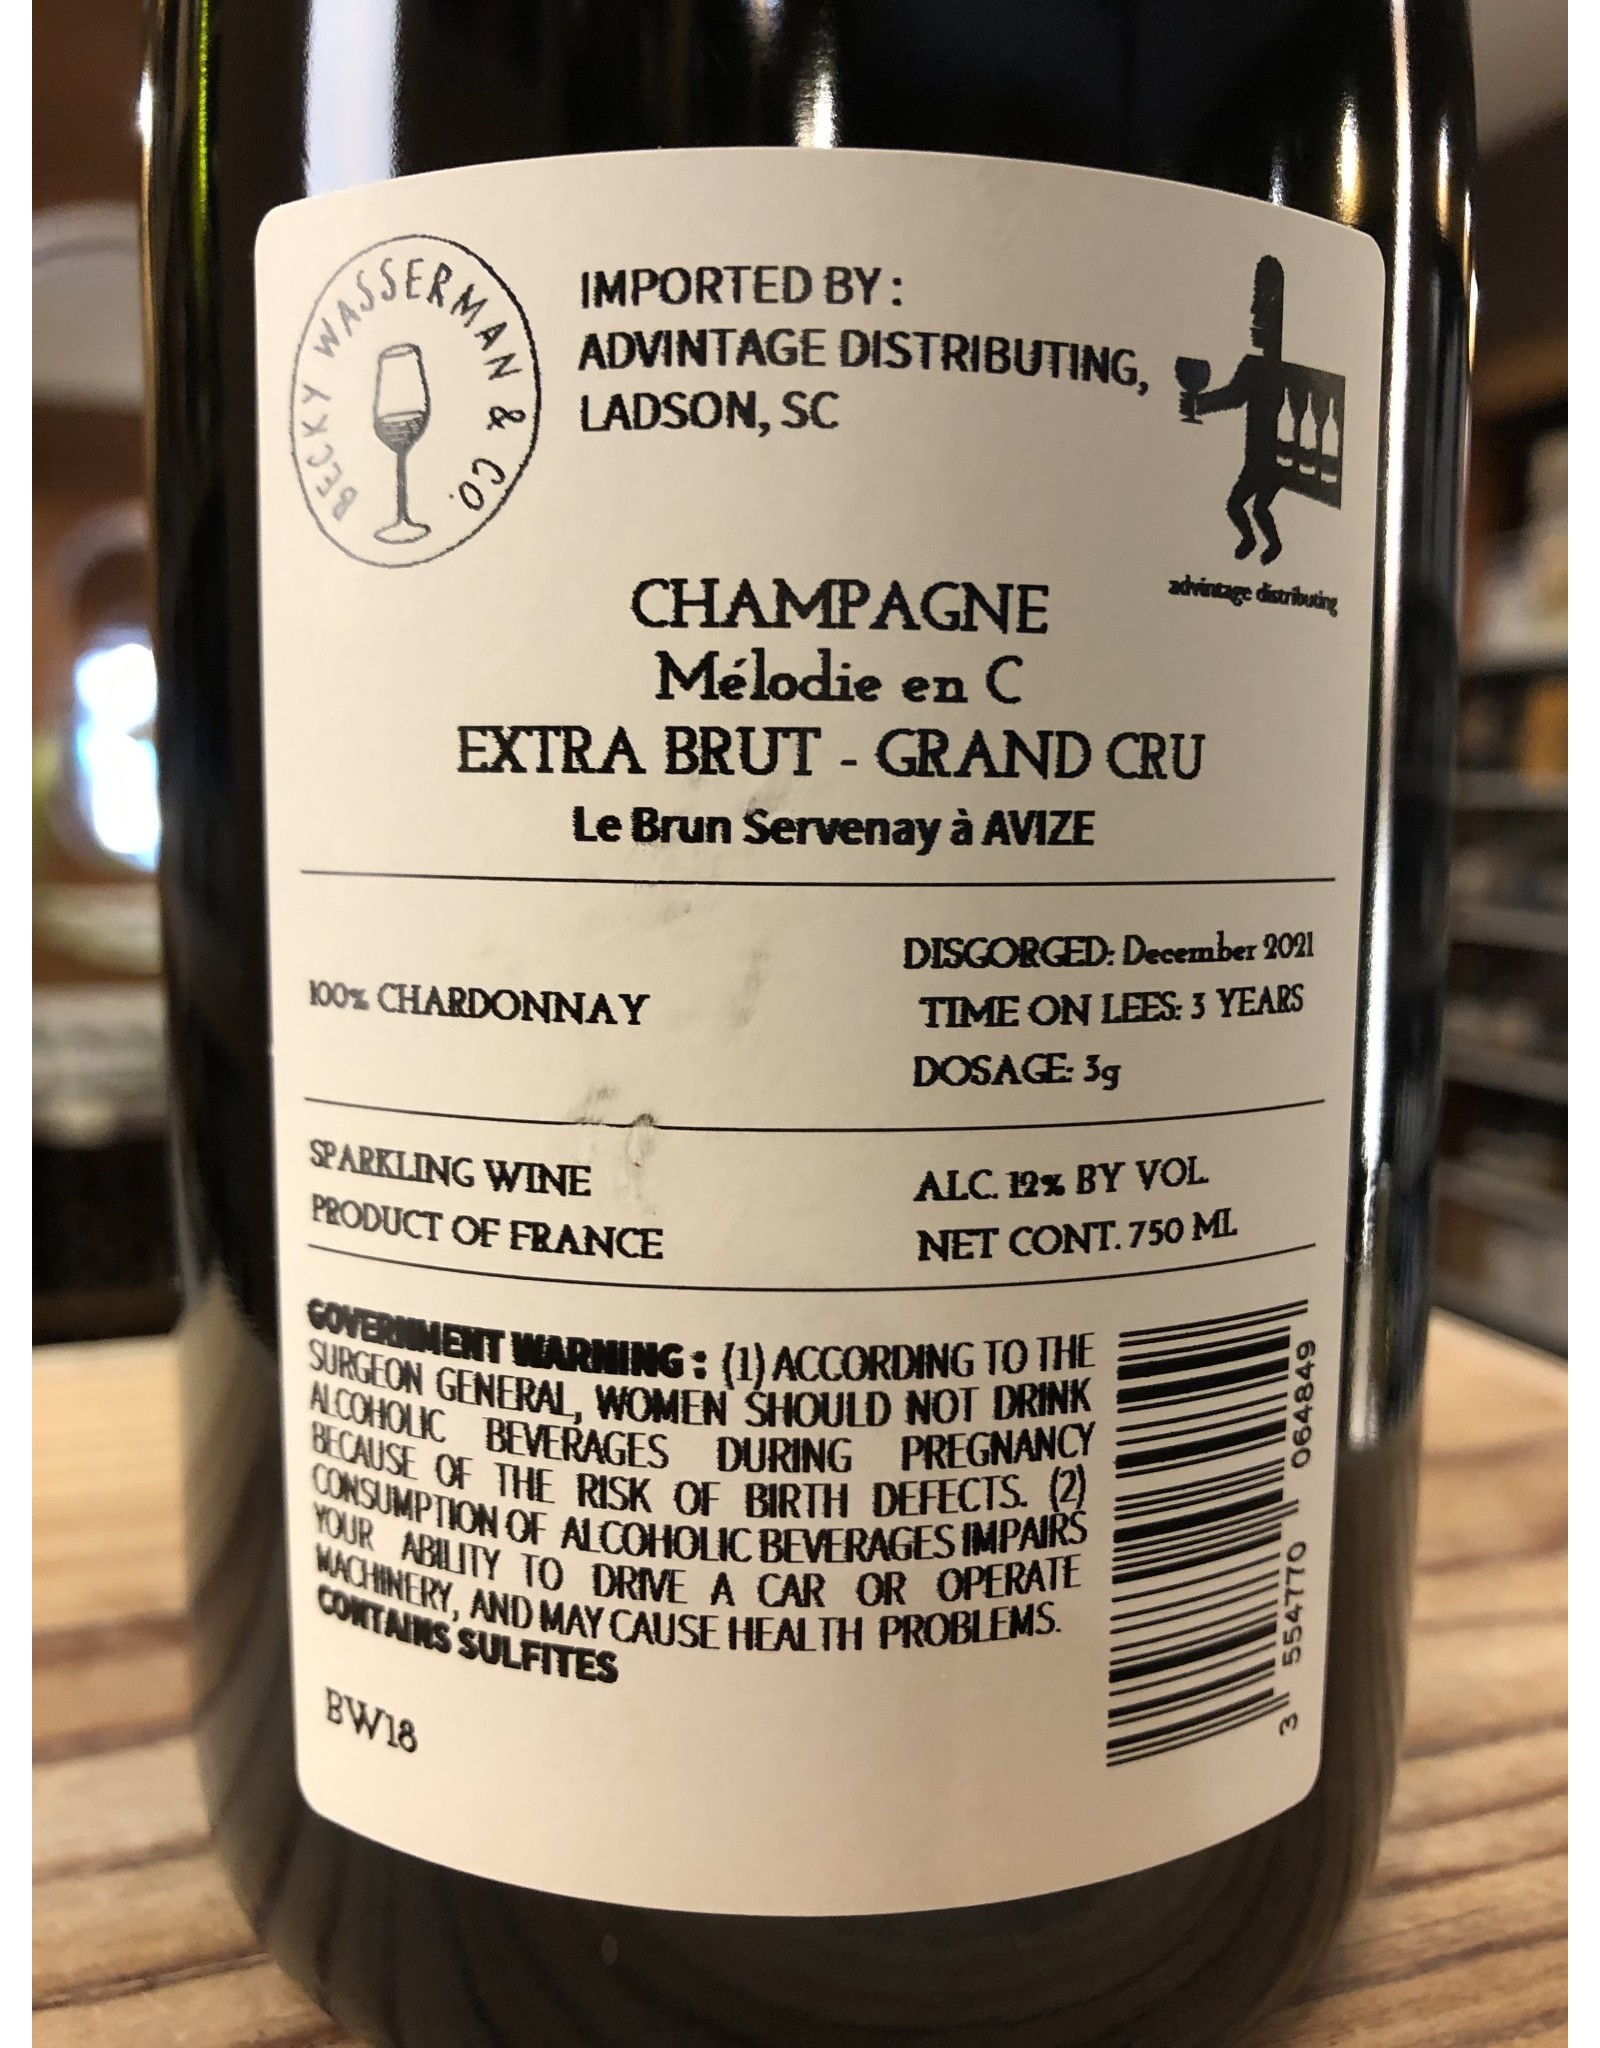 BECKY WASSERMAN & CO.
IMPORTED BY :
ADVINTAGE DISTRIBUTING,
LADSON, SC
advintage distributing
CHAMPAGNE
Mélodie en C
EXTRA BRUT - GRAND CRU
Le Brun Servenay à AVIZE
100% CHARDONNAY
DISGORGED: December 2021
TIME ON LEES: 3 YEARS
DOSAGE: 3g
SPARKLING WINE
PRODUCT OF FRANCE
ALC. 12% BY VOL.
NET CONT. 750 ML
GOVERNMENT WARNING : (1) ACCORDING TO THE
SURGEON GENERAL, WOMEN SHOULD NOT DRINK
ALCOHOLIC BEVERAGES DURING PREGNANCY
BECAUSE OF THE RISK OF BIRTH DEFECTS. (2)
CONSUMPTION OF ALCOHOLIC BEVERAGES IMPAIRS
YOUR ABILITY TO DRIVE A CAR OR OPERATE
MACHINERY, AND MAY CAUSE HEALTH PROBLEMS.
CONTAINS SULFITES
BW18
3 554770 064849